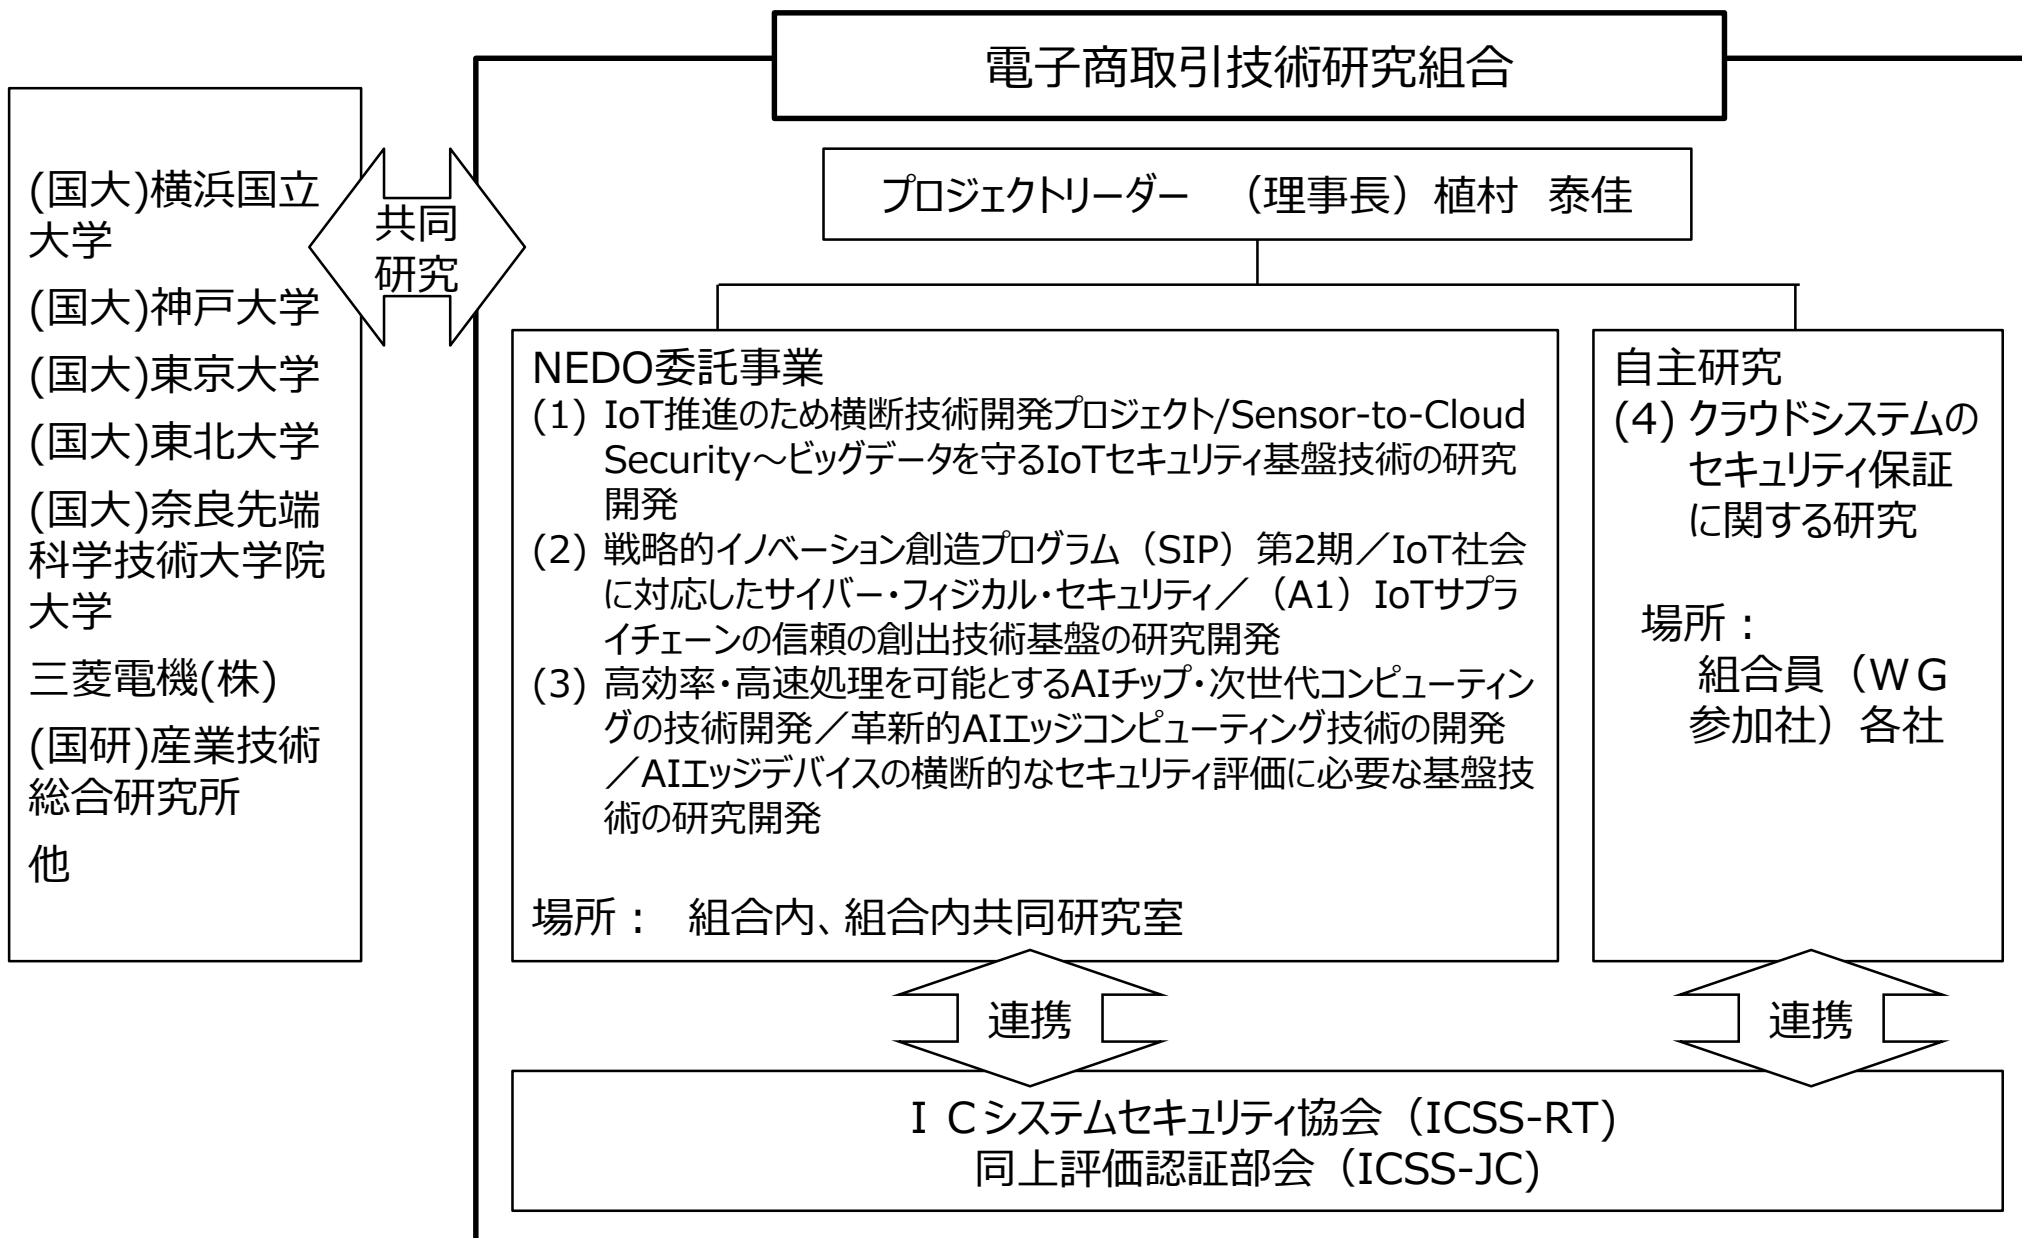 電子商取引技術研究組合
プロジェクトリーダー　（理事長）植村　泰佳
(国大)横浜国立
大学
(国大)神戸大学
(国大)東京大学
(国大)東北大学
(国大)奈良先端
科学技術大学院
大学
三菱電機(株)
(国研)産業技術
総合研究所
他
共同
研究
NEDO委託事業
(1) IoT推進のため横断技術開発プロジェクト/Sensor-to-Cloud
Security～ビッグデータを守るIoTセキュリティ基盤技術の研究
開発
(2) 戦略的イノベーション創造プログラム（SIP）第2期／IoT社会
に対応したサイバー・フィジカル・セキュリティ／（A1）IoTサプラ
イチェーンの信頼の創出技術基盤の研究開発
(3) 高効率・高速処理を可能とするAIチップ・次世代コンピューティン
グの技術開発／革新的AIエッジコンピューティング技術の開発
／AIエッジデバイスの横断的なセキュリティ評価に必要な基盤技
術の研究開発
場所：　組合内、組合内共同研究室
自主研究
(4) クラウドシステムの
セキュリティ保証
に関する研究
場所：
組合員（ＷＧ
参加社）各社
連携
連携
ＩＣシステムセキュリティ協会（ICSS-RT)
同上評価認証部会（ICSS-JC)